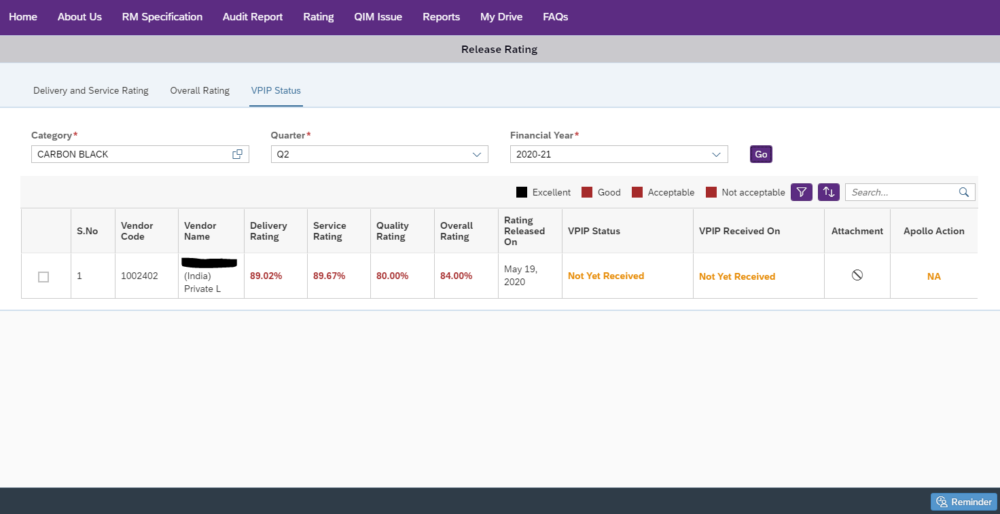 Home About Us RM Specification Audit Report Rating QIM Issue Reports My Drive FAQs
Release Rating
Delivery and Service Rating Overall Rating VPIP Status
Category* Quarter* Financial Year*
CARBON BLACK Q2 2020-21 Go
Excellent Good Acceptable Not acceptable Search...
S.No Vendor Code Vendor Name Delivery Rating Service Rating Quality Rating Overall Rating Rating Released On VPIP Status VPIP Received On Attachment Apollo Action
1 1002402 (India) Private L 89.02% 89.67% 80.00% 84.00% May 19, 2020 Not Yet Received Not Yet Received NA
Reminder